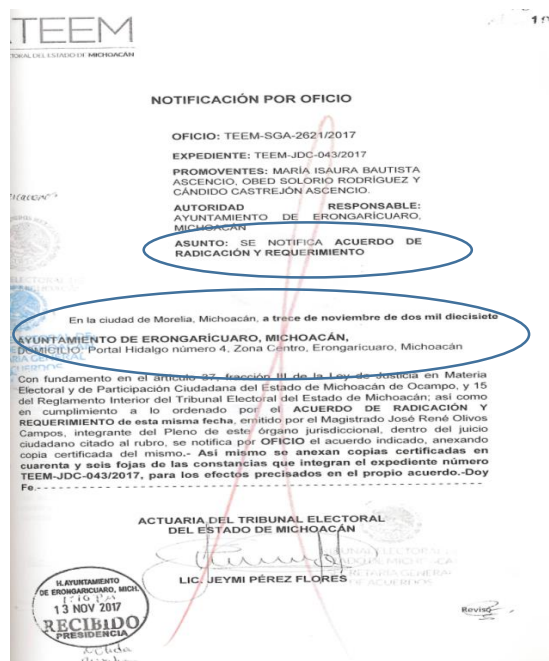 TEEM
TORAL DEL ESTADO DE MICHOACÁN
NOTIFICACIÓN POR OFICIO
OFICIO: TEEM-SGA-2621/2017
EXPEDIENTE: TEEM-JDC-043/2017
PROMOVENTES: MARÍA ISAURA BAUTISTA
ASCENCIO, OBED SOLORIO RODRÍGUEZ Y
CÁNDIDO CASTREJÓN ASCENCIO.
AUTORIDAD RESPONSABLE:
AYUNTAMIENTO DE ERONGARÍCUARO,
MICHOACÁN
ASUNTO: SE NOTIFICA ACUERDO DE
RADICACIÓN Y REQUERIMIENTO
En la ciudad de Morelia, Michoacán, a trece de noviembre de dos mil diecisiete
AYUNTAMIENTO DE ERONGARÍCUARO, MICHOACÁN,
DOMICILIO: Portal Hidalgo número 4, Zona Centro, Erongaricuaro, Michoacán
Con fundamento en el artículo 37, fracción III de la Ley de Justicia en Materia
Electoral y de Participación Ciudadana del Estado de Michoacán de Ocampo, y 15
del Reglamento Interior del Tribunal Electoral del Estado de Michoacán; así como
en cumplimiento a lo ordenado por el ACUERDO DE RADICACIÓN Y
REQUERIMIENTO de esta misma fecha, emitido por el Magistrado José René Olivos
Campos, integrante del Pleno de este órgano jurisdiccional, dentro del juicio
ciudadano citado al rubro, se notifica por OFICIO el acuerdo indicado, anexando
copia certificada del mismo.- Así mismo se anexan copias certificadas en
cuarenta y seis fojas de las constancias que integran el expediente número
TEEM-JDC-043/2017, para los efectos precisados en el propio acuerdo.-Doy
Fe.- - - - - - - - - - - - - - - - - - - - - - - - - - - - - - - - - - - - - - - - - - - -
ACTUARIA DEL TRIBUNAL ELECTORAL
DEL ESTADO DE MICHOACÁN
LIC. JEYMI PÉREZ FLORES
H. AYUNTAMIENTO
DE ERONGARICUARO, MICH.
13 NOV 2017
RECIBIDO
PRESIDENCIA
Revisó